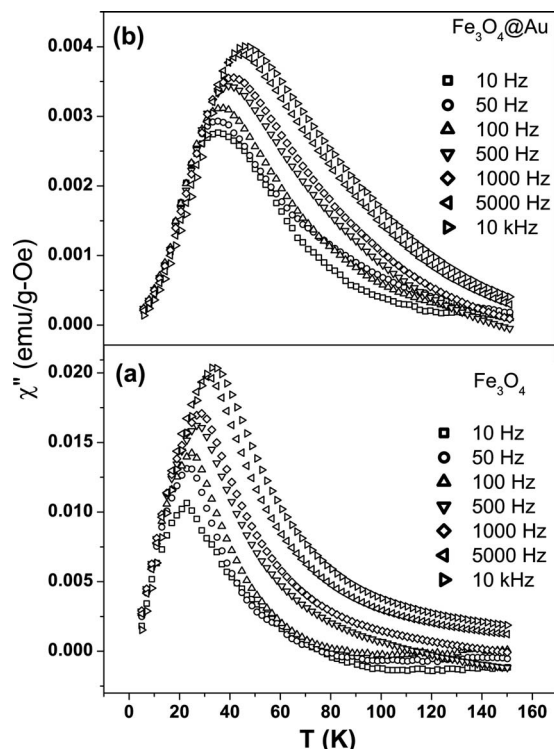 (b)
Fe₃O₄@Au
10 Hz
50 Hz
100 Hz
500 Hz
1000 Hz
5000 Hz
10 kHz
0.004
0.003
0.002
0.001
0.000
χ" (emu/g-Oe)
(a)
Fe₃O₄
10 Hz
50 Hz
100 Hz
500 Hz
1000 Hz
5000 Hz
10 kHz
0.020
0.015
0.010
0.005
0.000
0 20 40 60 80 100 120 140 160
T (K)